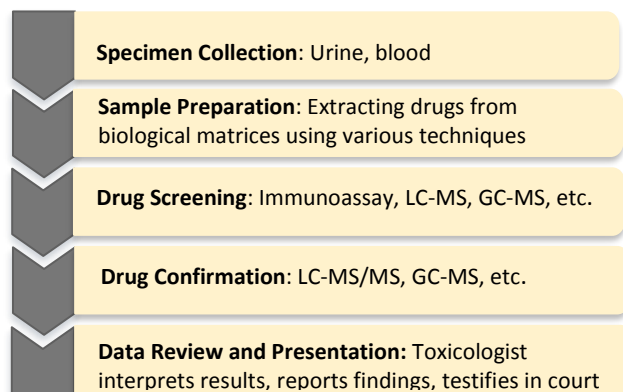 Specimen Collection: Urine, blood
Sample Preparation: Extracting drugs from
biological matrices using various techniques
Drug Screening: Immunoassay, LC-MS, GC-MS, etc.
Drug Confirmation: LC-MS/MS, GC-MS, etc.
Data Review and Presentation: Toxicologist
interprets results, reports findings, testifies in court